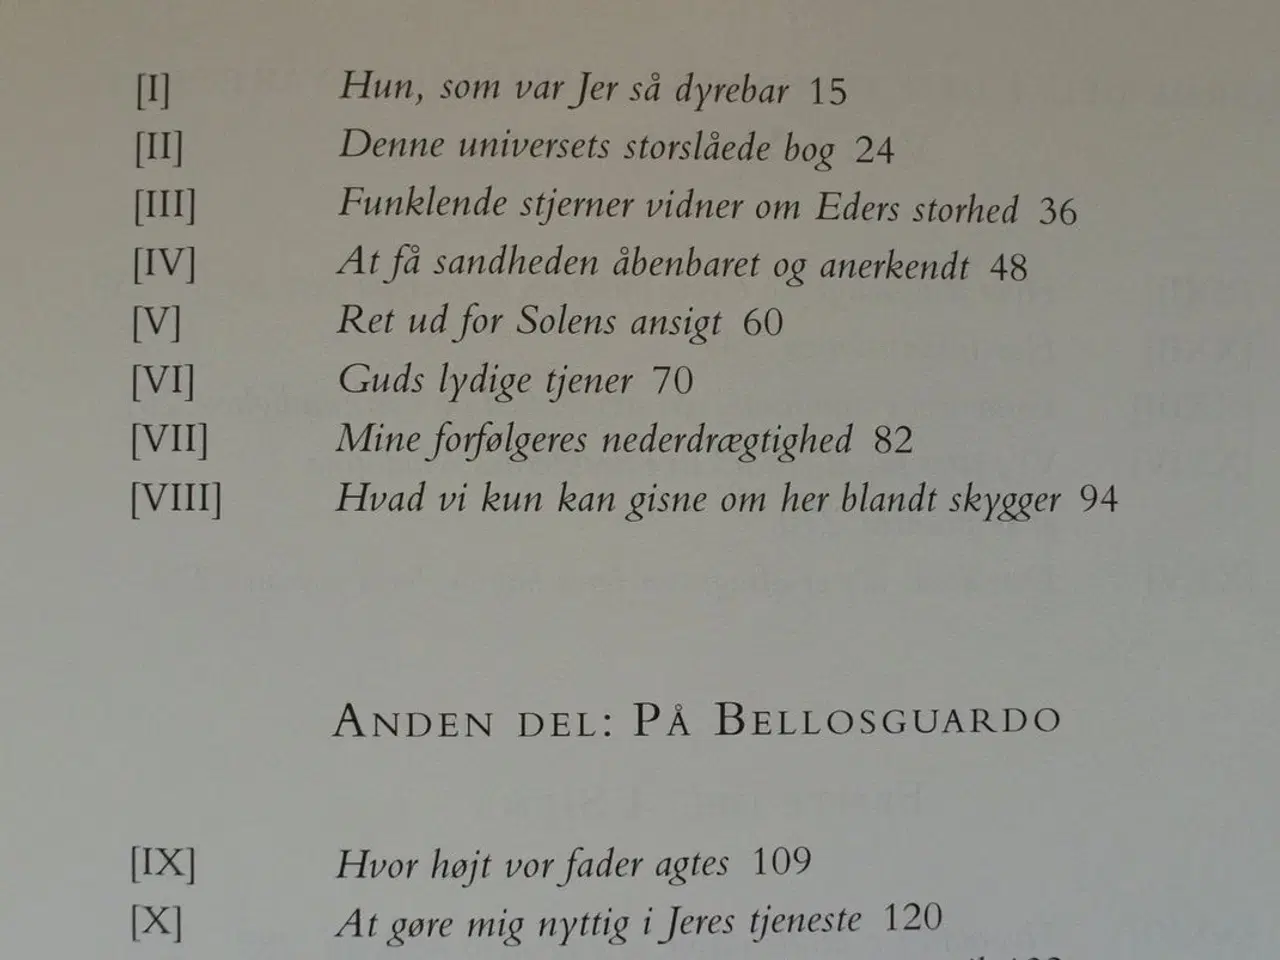 [I] Hun, som var Jer så dyrebar 15
[II] Denne universets storslåede bog 24
[III] Funklende stjerner vidner om Eders storhed 36
[IV] At få sandheden åbenbaret og anerkendt 48
[V] Ret ud for Solens ansigt 60
[VI] Guds lydige tjener 70
[VII] Mine forfølgeres nederdrægtighed 82
[VIII] Hvad vi kun kan gisne om her blandt skygger 94
ANDEN DEL: PÅ BELLOSGUARDO
[IX] Hvor højt vor fader agtes 109
[X] At gøre mig nyttig i Jeres tjeneste 120